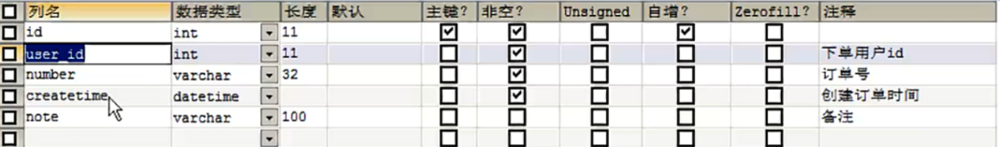 列名 数据类型 长度 默认 主键? 非空? Unsigned 自增? Zerofill? 注释
id int 11
user_id int 11 下单用户id
number varchar 32 订单号
createtime datetime 创建订单时间
note varchar 100 备注